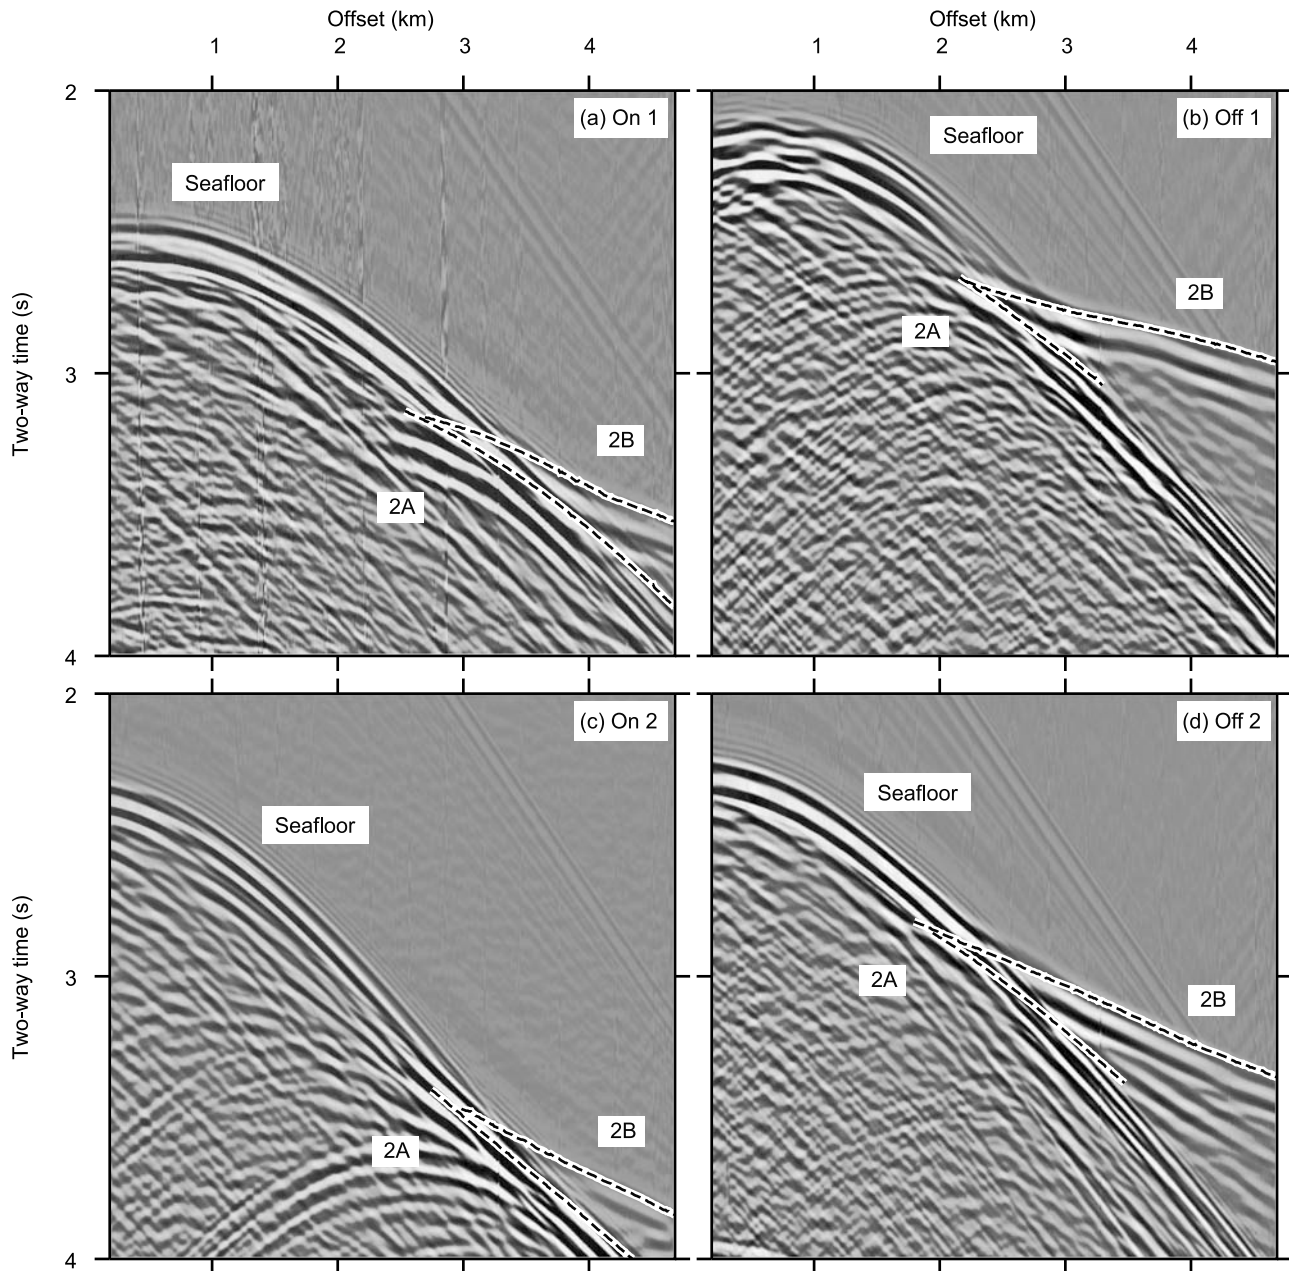 Offset (km)
Offset (km)
1 2 3 4
1 2 3 4
2
(a) On 1
(b) Off 1
Seafloor
Seafloor
2B
2A
Two-way time (s)
3
2B
2A
4
2
(c) On 2
(d) Off 2
Seafloor
Seafloor
Two-way time (s)
3
2A
2B
2B
2A
4